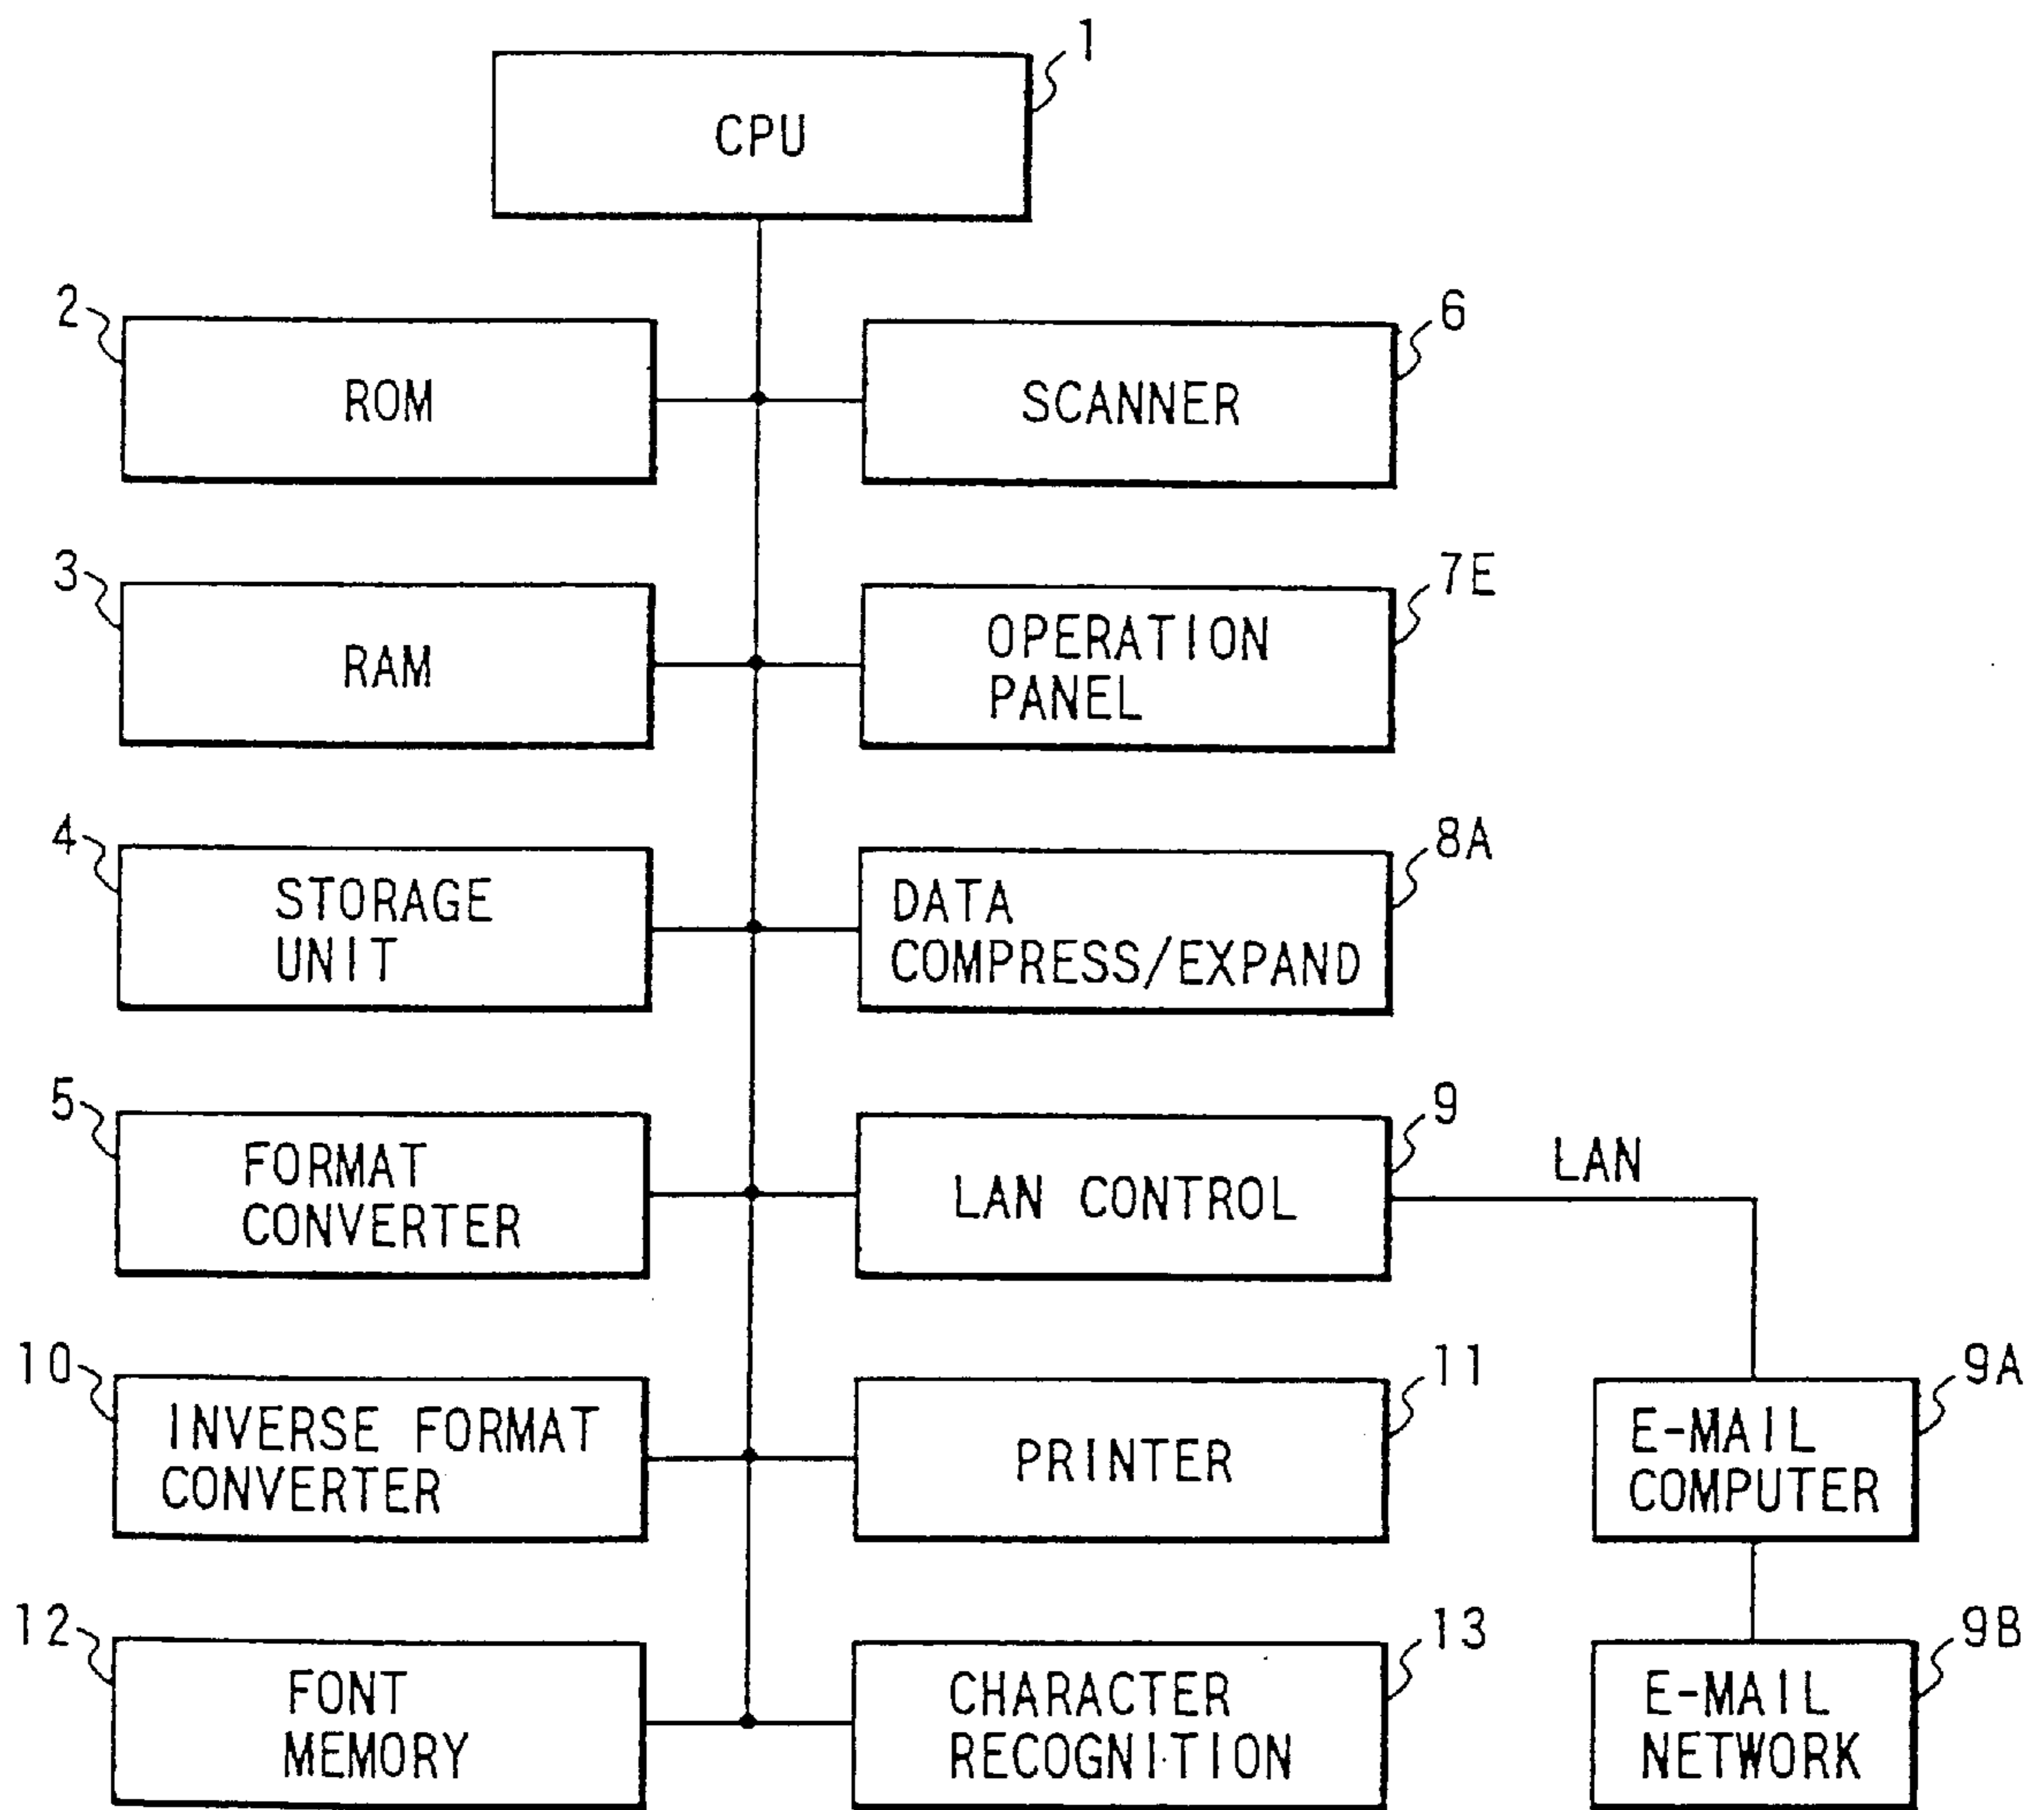 1
CPU
2
ROM
6
SCANNER
3
RAM
7E
OPERATION
PANEL
4
STORAGE
UNIT
8A
DATA
COMPRESS/EXPAND
5
FORMAT
CONVERTER
9
LAN CONTROL
LAN
10
INVERSE FORMAT
CONVERTER
11
PRINTER
9A
E-MAIL
COMPUTER
12
FONT
MEMORY
13
CHARACTER
RECOGNITION
9B
E-MAIL
NETWORK